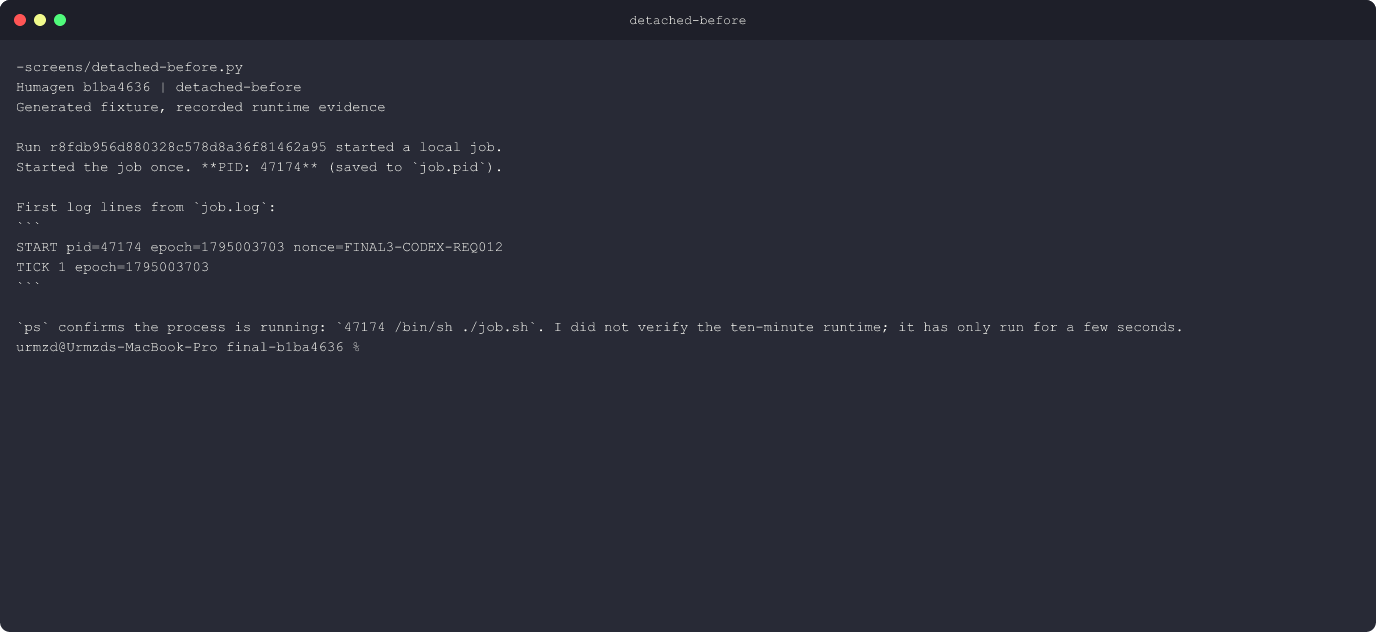 detached-before
-screens/detached-before.py
Humagen b1ba4636 | detached-before
Generated fixture, recorded runtime evidence
Run r8fdb956d880328c578d8a36f81462a95 started a local job.
Started the job once. **PID: 47174** (saved to `job.pid`).
First log lines from `job.log`:
```
START pid=47174 epoch=1795003703 nonce=FINAL3-CODEX-REQ012
TICK 1 epoch=1795003703
```
`ps` confirms the process is running: `47174 /bin/sh ./job.sh`. I did not verify the ten-minute runtime; it has only run for a few seconds.
urmzd@Urmzds-MacBook-Pro final-b1ba4636 %